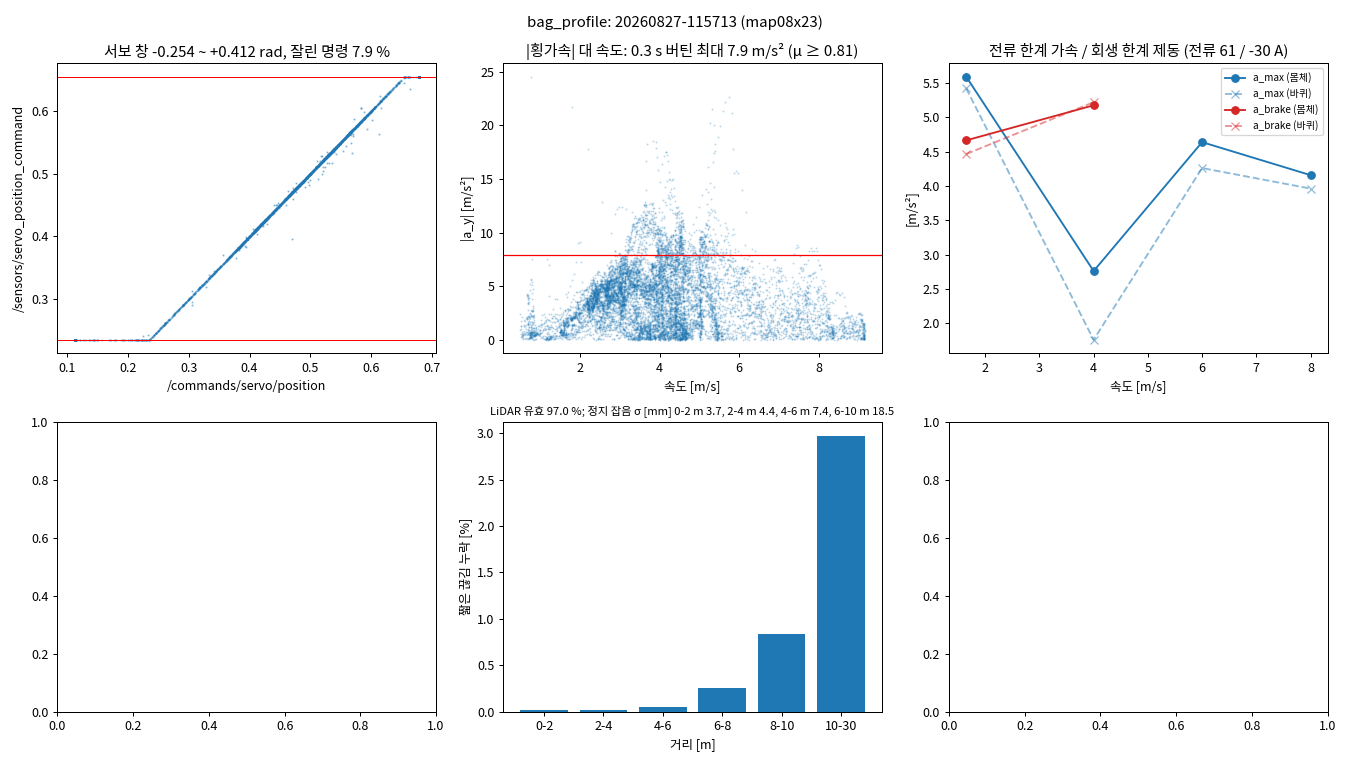 bag_profile: 20260827-115713 (map08x23)
서보 창 -0.254 ~ +0.412 rad, 잘린 명령 7.9 %
/sensors/servo_position_command
0.6
0.5
0.4
0.3
0.1 0.2 0.3 0.4 0.5 0.6 0.7
/commands/servo/position
|횡가속| 대 속도: 0.3 s 버틴 최대 7.9 m/s² (μ ≥ 0.81)
|a_y| [m/s²]
25
20
15
10
5
0
2 4 6 8
속도 [m/s]
전류 한계 가속 / 회생 한계 제동 (전류 61 / -30 A)
[m/s²]
5.5
5.0
4.5
4.0
3.5
3.0
2.5
2.0
a_max (몸체)
a_max (바퀴)
a_brake (몸체)
a_brake (바퀴)
2 3 4 5 6 7 8
속도 [m/s]
1.0
0.8
0.6
0.4
0.2
0.0
0.0 0.2 0.4 0.6 0.8 1.0
LiDAR 유효 97.0 %; 정지 잡음 σ [mm] 0-2 m 3.7, 2-4 m 4.4, 4-6 m 7.4, 6-10 m 18.5
짧은 끊김 누락 [%]
3.0
2.5
2.0
1.5
1.0
0.5
0.0
0-2 2-4 4-6 6-8 8-10 10-30
거리 [m]
1.0
0.8
0.6
0.4
0.2
0.0
0.0 0.2 0.4 0.6 0.8 1.0